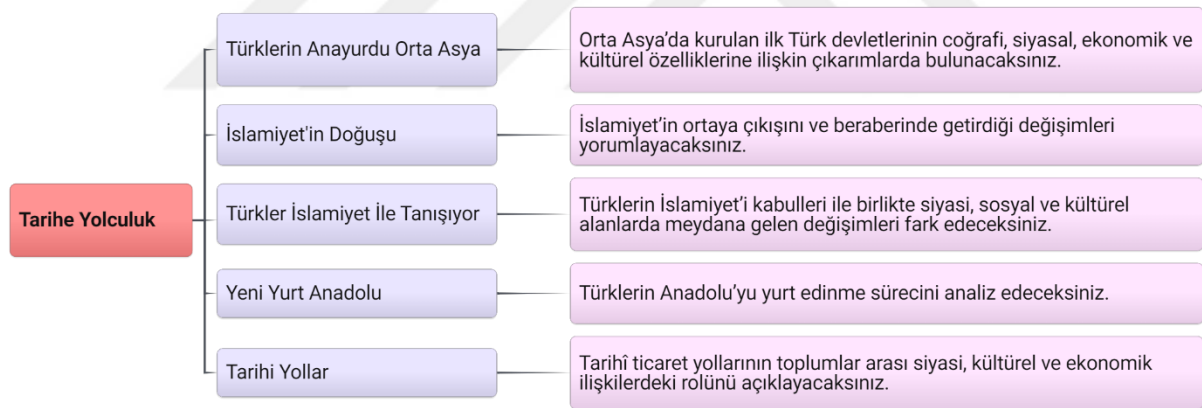 Tarihe Yolculuk
Türklerin Anayurdu Orta Asya
Orta Asya’da kurulan ilk Türk devletlerinin coğrafi, siyasal, ekonomik ve
kültürel özelliklerine ilişkin çıkarımlarda bulunacaksınız.
İslamiyet'in Doğuşu
İslamiyet’in ortaya çıkışını ve beraberinde getirdiği değişimleri
yorumlayacaksınız.
Türkler İslamiyet İle Tanışıyor
Türklerin İslamiyet’i kabulleri ile birlikte siyasi, sosyal ve kültürel
alanlarda meydana gelen değişimleri fark edeceksiniz.
Yeni Yurt Anadolu
Türklerin Anadolu’yu yurt edinme sürecini analiz edeceksiniz.
Tarihi Yollar
Tarihî ticaret yollarının toplumlar arası siyasi, kültürel ve ekonomik
ilişkilerdeki rolünü açıklayacaksınız.